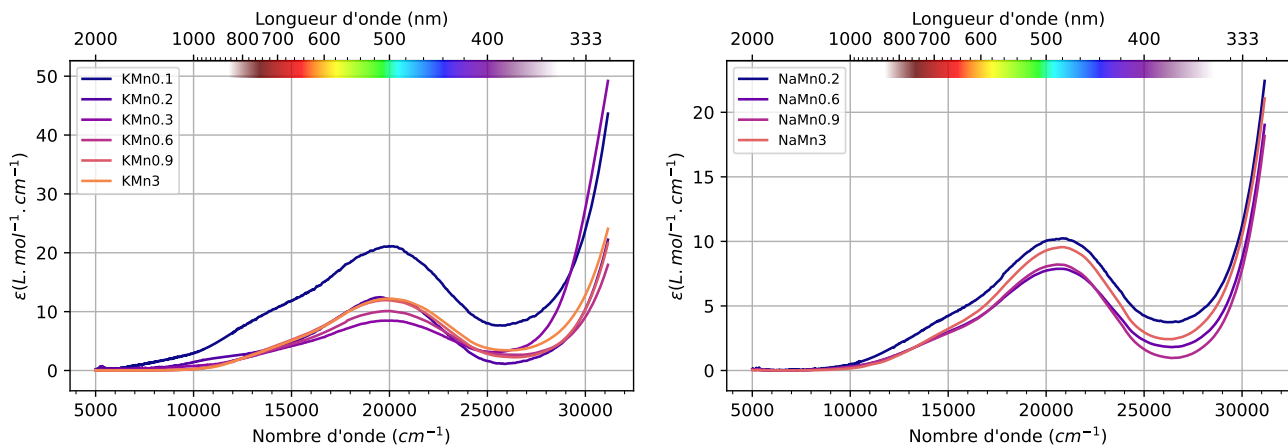 Longueur d'onde (nm)
2000 1000 800 700 600 500 400 333
KMn0.1
KMn0.2
KMn0.3
KMn0.6
KMn0.9
KMn3
50
40
30
20
10
0
ε(L. mol⁻¹. cm⁻¹)
5000 10000 15000 20000 25000 30000
Nombre d'onde (cm⁻¹)
Longueur d'onde (nm)
2000 1000 800 700 600 500 400 333
NaMn0.2
NaMn0.6
NaMn0.9
NaMn3
20
15
10
5
0
ε(L. mol⁻¹. cm⁻¹)
5000 10000 15000 20000 25000 30000
Nombre d'onde (cm⁻¹)